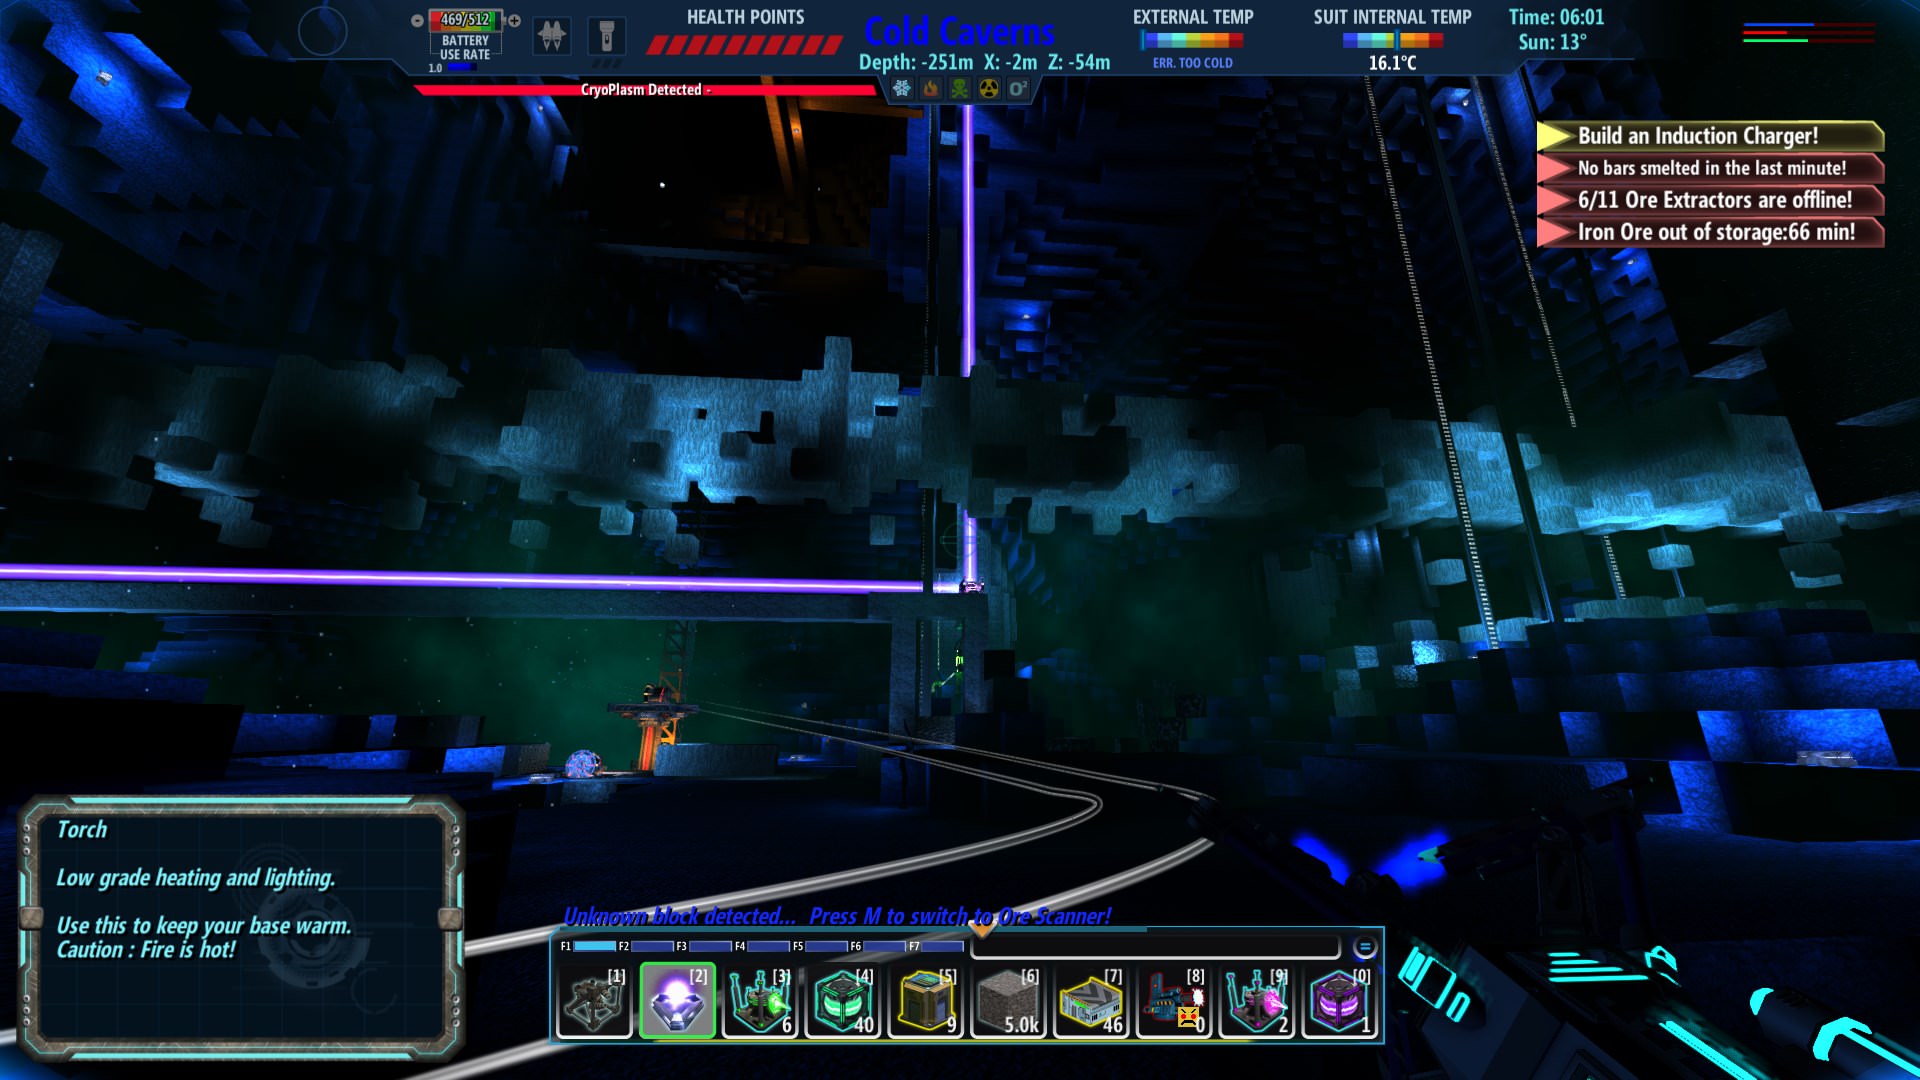 469/512
BATTERY
USE RATE
1.0
HEALTH POINTS
Cold Caverns
Depth: -251m X: -2m Z: -54m
EXTERNAL TEMP
ERR. TOO COLD
SUIT INTERNAL TEMP
16.1°C
Time: 06:01
Sun: 13°
CryoPlasm Detected -
O²
Build an Induction Charger!
No bars smelted in the last minute!
6/11 Ore Extractors are offline!
Iron Ore out of storage:66 min!
Torch
Low grade heating and lighting.
Use this to keep your base warm.
Caution : Fire is hot!
Unknown block detected... Press M to switch to Ore Scanner!
F1 F2 F3 F4 F5 F6 F7
[1] [2] [3] [4] [5] [6] [7] [8] [9] [0]
6 40 9 5.0k 46 0 2 1